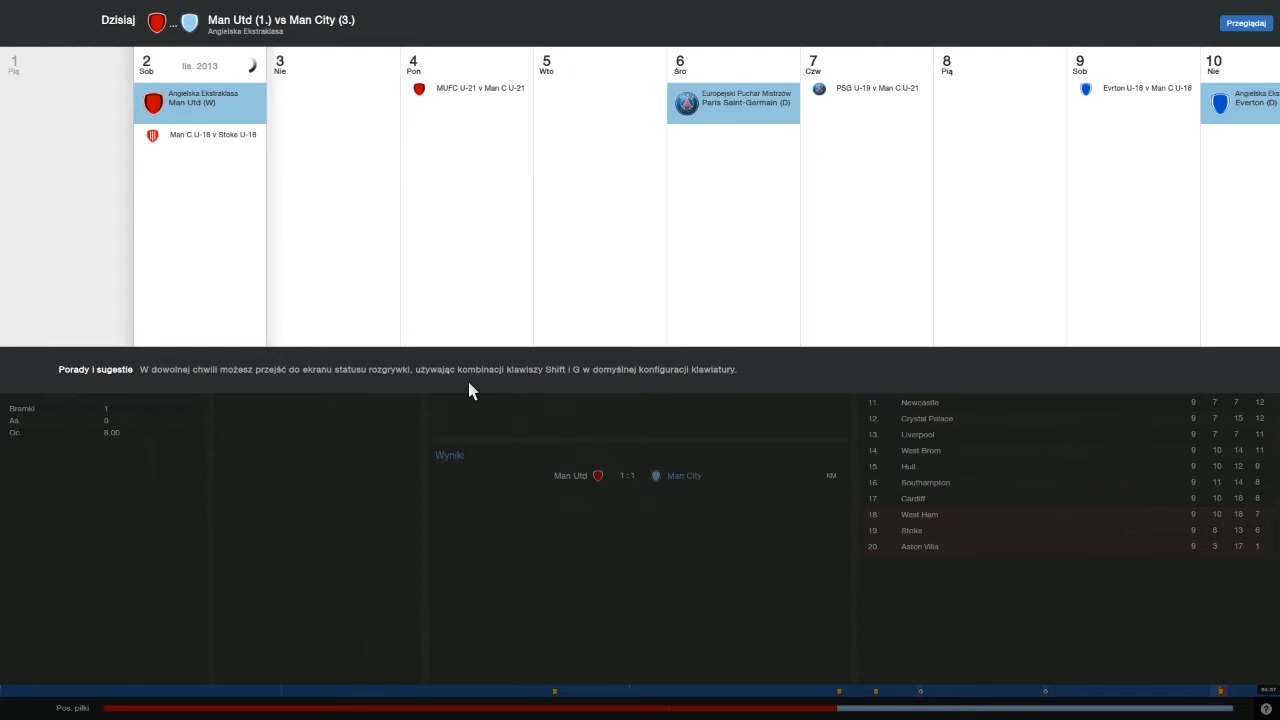 Dzisiaj
...
Man Utd (1.) vs Man City (3.)
Angielska Ekstraklasa
Przeglądaj
1
Pią
2
Sob
lis. 2013
3
Nie
4
Pon
5
Wto
6
Śro
7
Czw
8
Pią
9
Sob
10
Nie
Angielska Ekstraklasa
Man Utd (W)
Man C U-18 v Stoke U-18
MUFC U-21 v Man C U-21
Europejski Puchar Mistrzów
Paris Saint-Germain (D)
PSG U-19 v Man C U-21
Evrton U-18 v Man C U-18
Angielska Eks
Everton (D)
Porady i sugestie W dowolnej chwili możesz przejść do ekranu statusu rozgrywki, używając kombinacji klawiszy Shift i G w domyślnej konfiguracji klawiatury.
Bramki 1
As. 0
Oc. 8.00
Wyniki
Man Utd 1 : 1 Man City KM
11. Newcastle 9 7 7 12
12. Crystal Palace 9 7 15 12
13. Liverpool 9 7 7 11
14. West Brom 9 10 14 11
15. Hull 9 10 12 9
16. Southampton 9 11 14 8
17. Cardiff 9 10 16 8
18. West Ham 9 10 18 7
19. Stoke 9 8 13 6
20. Aston Villa 9 3 17 1
Pos. piłki
?